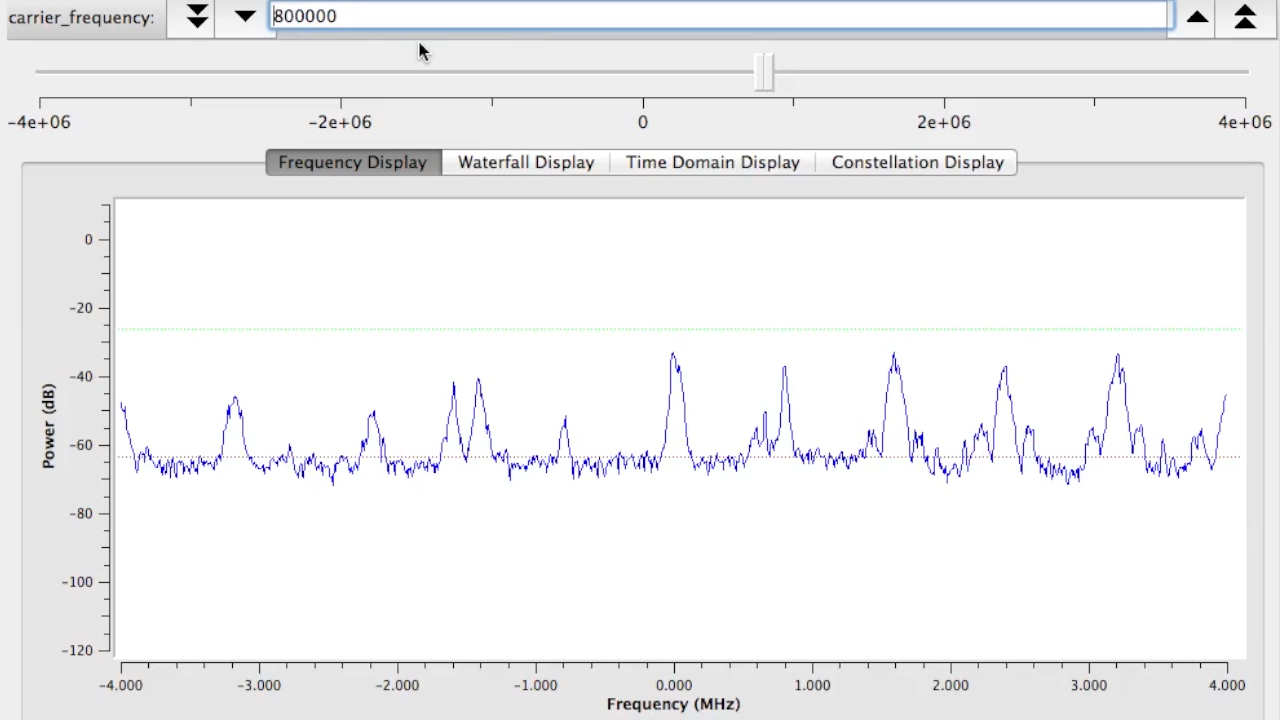 carrier_frequency: 800000
-4e+06 -2e+06 0 2e+06 4e+06
Frequency Display Waterfall Display Time Domain Display Constellation Display
0
-20
-40
-60
-80
-100
-120
Power (dB)
-4.000 -3.000 -2.000 -1.000 0.000 1.000 2.000 3.000 4.000
Frequency (MHz)